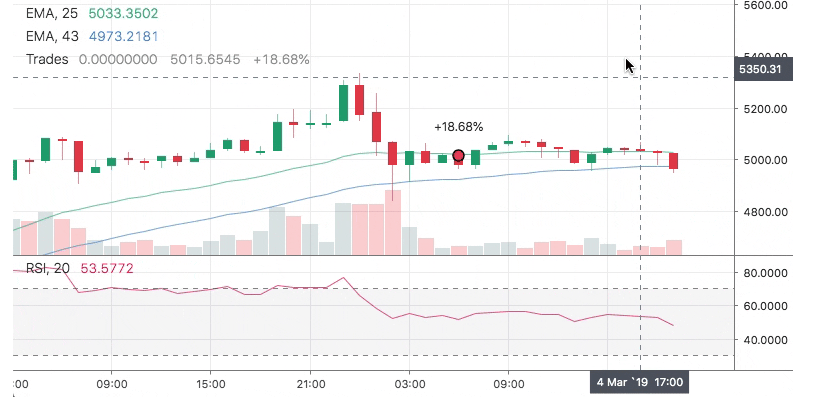 EMA, 25 5033.3502
EMA, 43 4973.2181
Trades 0.00000000 5015.6545 +18.68%
5600.00
5400.00
5350.31
5200.00
+18.68%
5000.00
4800.00
RSI, 20 53.5772
80.0000
60.0000
40.0000
:00 09:00 15:00 21:00 03:00 09:00 4 Mar `19 17:00